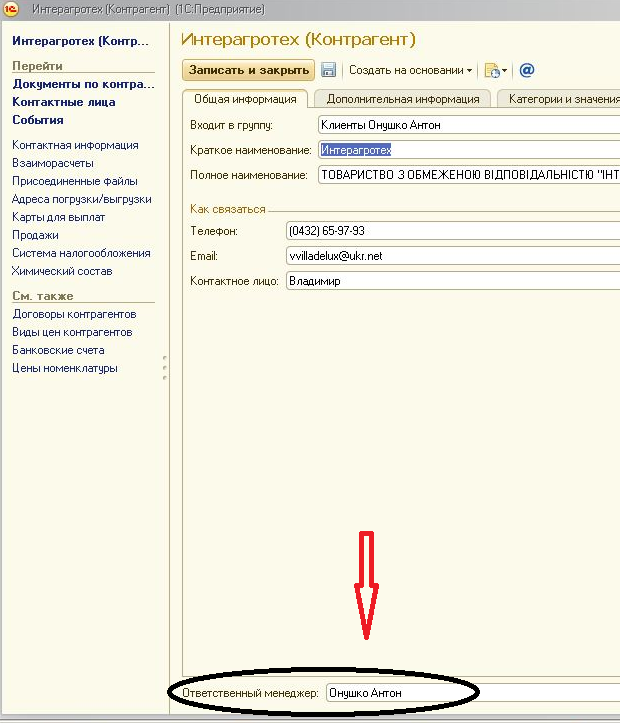 Интерагротех (Контрагент) (1С:Предприятие)
Интерагротех (Контр...
Перейти
Документы по контра...
Контактные лица
События
Контактная информация
Взаиморасчеты
Присоединенные файлы
Адреса погрузки/выгрузки
Карты для выплат
Продажи
Система налогообложения
Химический состав
См. также
Договоры контрагентов
Виды цен контрагентов
Банковские счета
Цены номенклатуры
Интерагротех (Контрагент)
Записать и закрыть Создать на основании
Общая информация Дополнительная информация Категории и значения
Входит в группу: Клиенты Онушко Антон
Краткое наименование: Интерагротех
Полное наименование: ТОВАРИСТВО З ОБМЕЖЕНОЮ ВІДПОВІДАЛЬНІСТЮ "ІНТ
Как связаться
Телефон: (0432) 65-97-93
Email: vvilladelux@ukr.net
Контактное лицо: Владимир
Ответственный менеджер: Онушко Антон